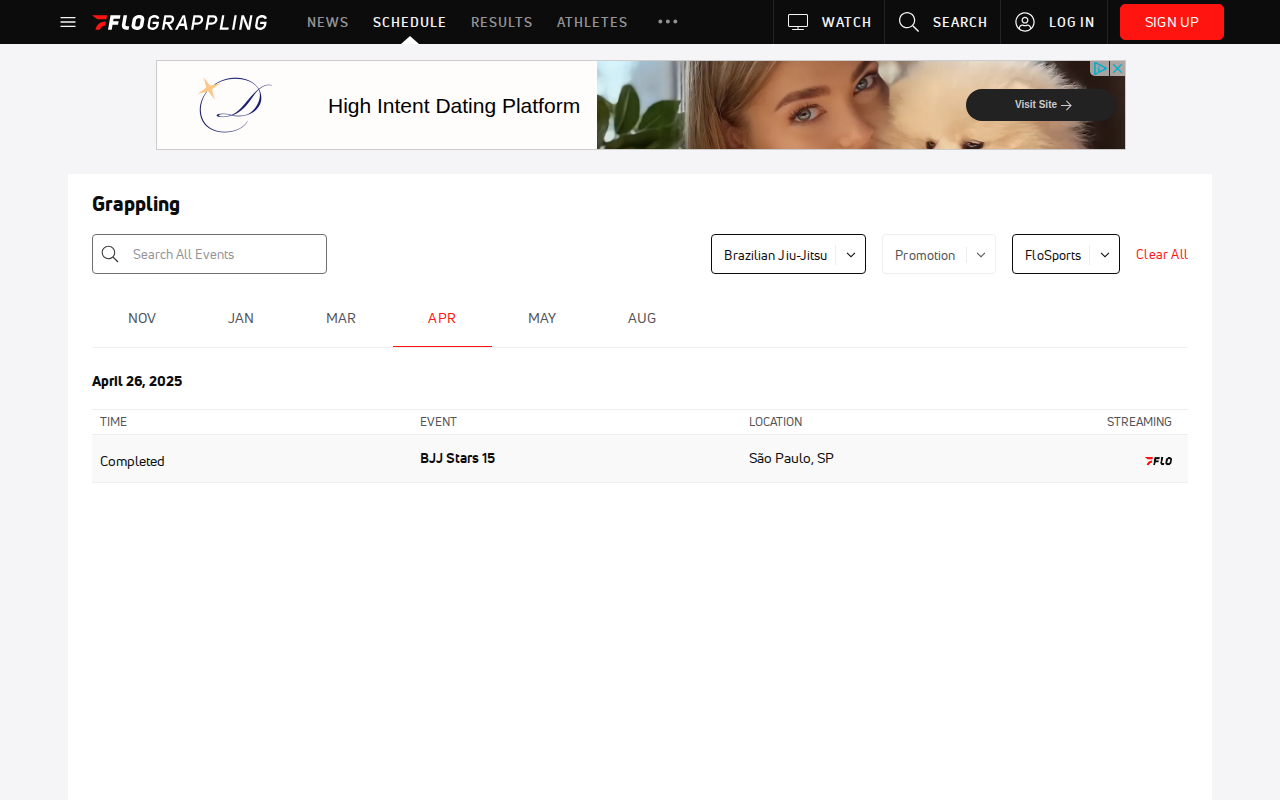 FLOGRAPPLING
NEWS
SCHEDULE
RESULTS
ATHLETES
WATCH
SEARCH
LOG IN
SIGN UP
High Intent Dating Platform
Visit Site →
Grappling
Search All Events
Brazilian Jiu-Jitsu
Promotion
FloSports
Clear All
NOV
JAN
MAR
APR
MAY
AUG
April 26, 2025
TIME
EVENT
LOCATION
STREAMING
Completed
BJJ Stars 15
São Paulo, SP
FLO